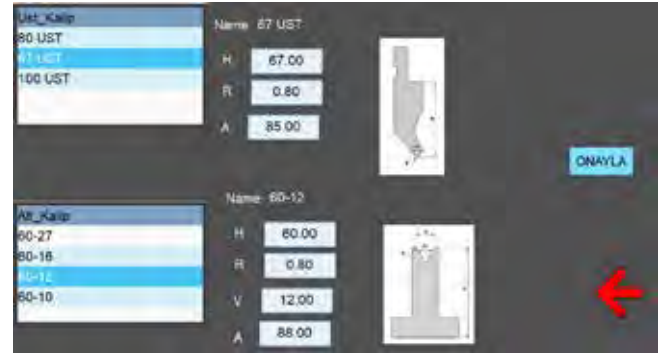 Ust_Kalip
80 UST
67 UST
100 UST
Name 67 UST
H 67.00
R 0.80
A 85.00
ONAYLA
Alt_Kalip
60-27
60-16
60-12
60-10
Name 60-12
H 60.00
R 0.80
V 12.00
A 88.00